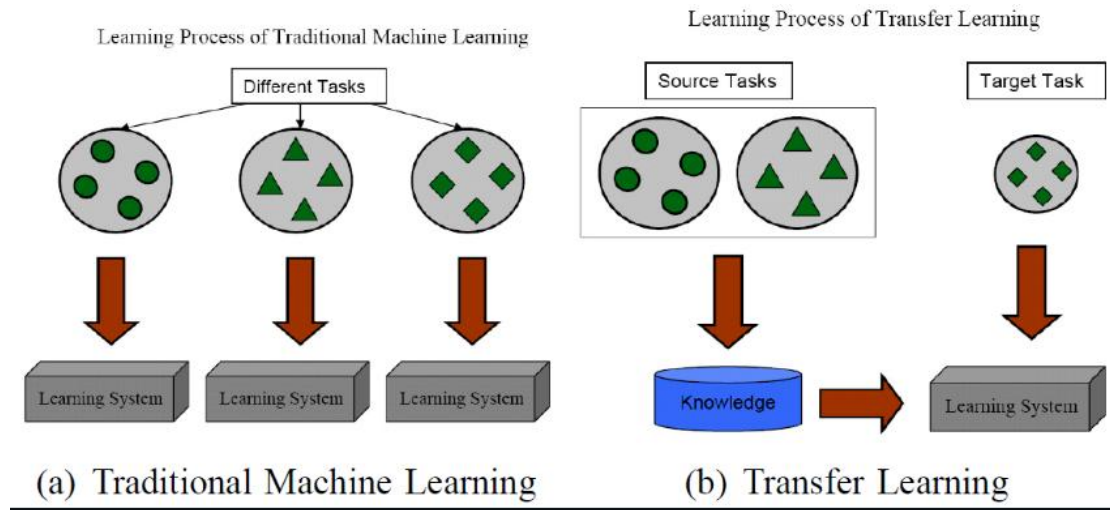 Learning Process of Traditional Machine Learning
Different Tasks
Learning System
Learning System
Learning System
(a) Traditional Machine Learning
Learning Process of Transfer Learning
Source Tasks
Target Task
Knowledge
Learning System
(b) Transfer Learning